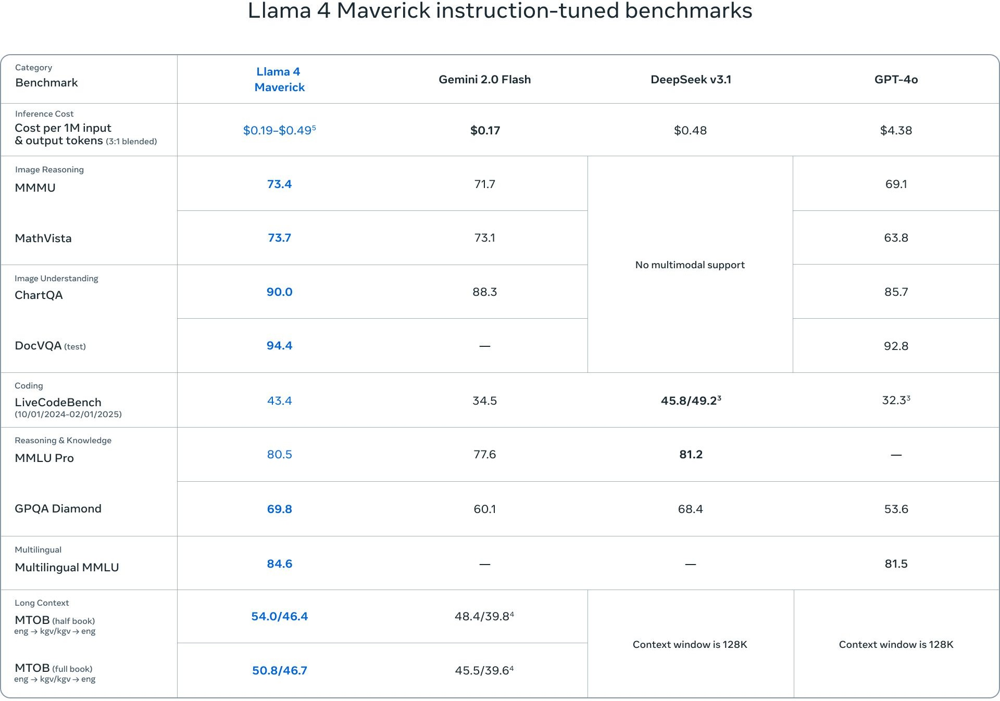 Llama 4 Maverick instruction-tuned benchmarks
Category
Benchmark
Llama 4
Maverick
Gemini 2.0 Flash
DeepSeek v3.1
GPT-4o
Inference Cost
Cost per 1M input
& output tokens (3:1 blended)
$0.19–$0.49⁵
$0.17
$0.48
$4.38
Image Reasoning
MMMU
73.4
71.7
69.1
MathVista
73.7
73.1
63.8
No multimodal support
Image Understanding
ChartQA
90.0
88.3
85.7
DocVQA (test)
94.4
—
92.8
Coding
LiveCodeBench
(10/01/2024-02/01/2025)
43.4
34.5
45.8/49.2³
32.3³
Reasoning & Knowledge
MMLU Pro
80.5
77.6
81.2
—
GPQA Diamond
69.8
60.1
68.4
53.6
Multilingual
Multilingual MMLU
84.6
—
—
81.5
Long Context
MTOB (half book)
eng → kgv/kgv → eng
54.0/46.4
48.4/39.8⁴
Context window is 128K
Context window is 128K
MTOB (full book)
eng → kgv/kgv → eng
50.8/46.7
45.5/39.6⁴